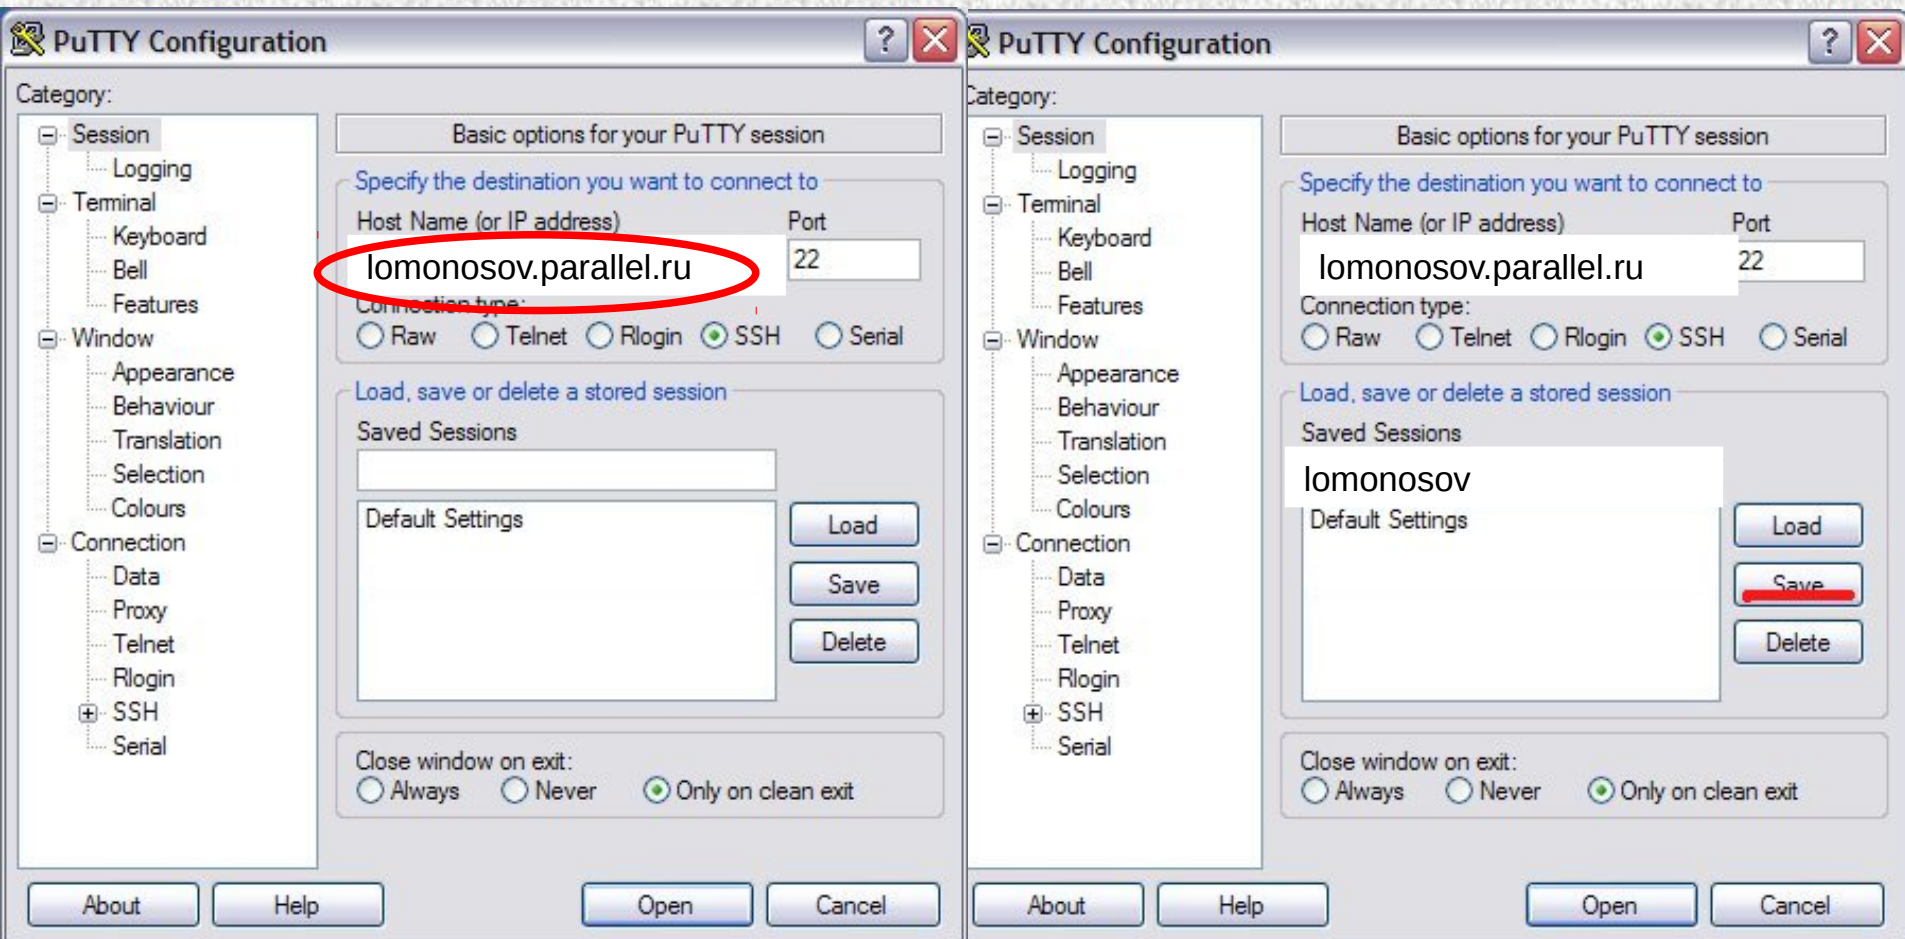 PuTTY Configuration
Category:
Session
Logging
Terminal
Keyboard
Bell
Features
Window
Appearance
Behaviour
Translation
Selection
Colours
Connection
Data
Proxy
Telnet
Rlogin
SSH
Serial
Basic options for your PuTTY session
Specify the destination you want to connect to
Host Name (or IP address) Port
lomonosov.parallel.ru 22
Connection type:
Raw Telnet Rlogin SSH Serial
Load, save or delete a stored session
Saved Sessions
Default Settings
Load
Save
Delete
Close window on exit:
Always Never Only on clean exit
About Help Open Cancel
PuTTY Configuration
Category:
Session
Logging
Terminal
Keyboard
Bell
Features
Window
Appearance
Behaviour
Translation
Selection
Colours
Connection
Data
Proxy
Telnet
Rlogin
SSH
Serial
Basic options for your PuTTY session
Specify the destination you want to connect to
Host Name (or IP address) Port
lomonosov.parallel.ru 22
Connection type:
Raw Telnet Rlogin SSH Serial
Load, save or delete a stored session
Saved Sessions
lomonosov
Default Settings
Load
Save
Delete
Close window on exit:
Always Never Only on clean exit
About Help Open Cancel